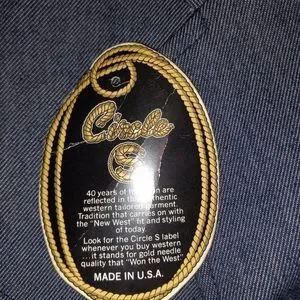 Circle
S
40 years of
are
reflected in
authentic
western tailored garment.
Tradition that carries on with
the "New West" fit and styling
of today.
Look for the Circle S label
whenever you buy western
...it stands for gold needle
quality that "Won the West".
MADE IN U.S.A.